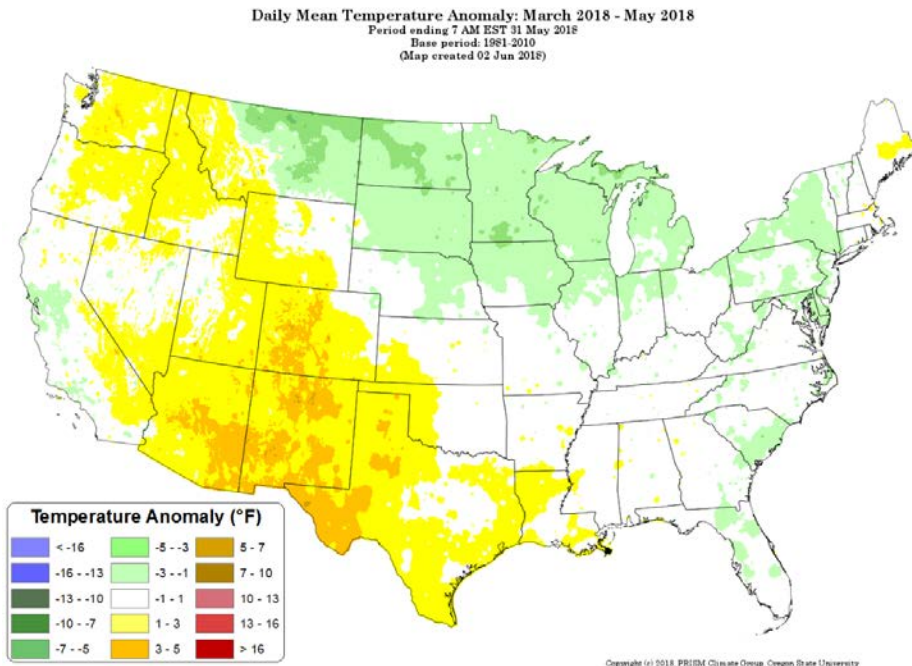 Daily Mean Temperature Anomaly: March 2018 - May 2018
Period ending 7 AM EST 31 May 2018
Base period: 1981-2010
(Map created 02 Jun 2018)
Temperature Anomaly (°F)
< -16 -5 - -3 5 - 7
-16 - -13 -3 - -1 7 - 10
-13 - -10 -1 - 1 10 - 13
-10 - -7 1 - 3 13 - 16
-7 - -5 3 - 5 > 16
Copyright (c) 2018, PRISM Climate Group, Oregon State University